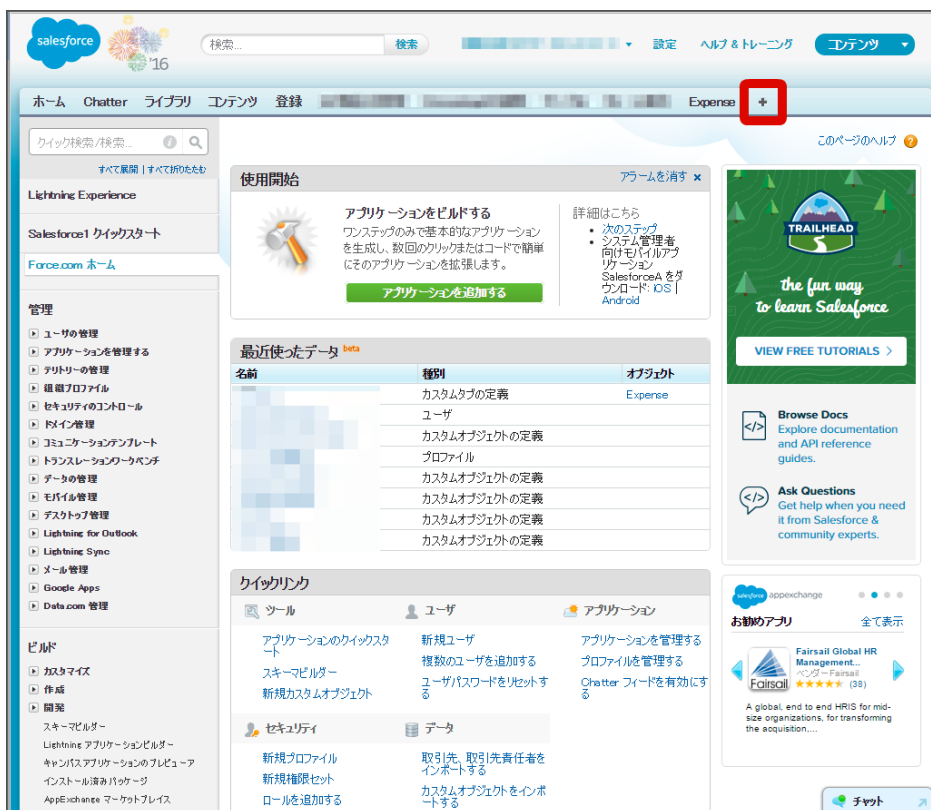 salesforce
'16
検索...
検索
設定
ヘルプ & トレーニング
コンテンツ
ホーム
Chatter
ライブラリ
コンテンツ
登録
Expense
+
クイック検索/検索...
すべて展開 | すべて折りたたむ
Lightning Experience
Salesforce1 クイックスタート
Force.com ホーム
管理
ユーザの管理
アプリケーションを管理する
テリトリーの管理
組織プロファイル
セキュリティのコントロール
ドメイン管理
コミュニケーションテンプレート
トランスレーションワークベンチ
データの管理
モバイル管理
デスクトップ管理
Lightning for Outlook
Lightning Sync
メール管理
Google Apps
Data.com 管理
ビルド
カスタマイズ
作成
開発
スキーマビルダー
Lightning アプリケーションビルダー
キャンバスアプリケーションのプレビューア
インストール済みパッケージ
AppExchange マーケットプレイス
このページのヘルプ
使用開始
アラームを消す ×
アプリケーションをビルドする
ワンステップのみで基本的なアプリケーション
を生成し、数回のクリックまたはコードで簡単
にそのアプリケーションを拡張します。
アプリケーションを追加する
詳細はこちら
• 次のステップ
• システム管理者
向けモバイルアプ
リケーション
SalesforceA をダ
ウンロード: iOS |
Android
最近使ったデータ beta
名前
種別
オブジェクト
カスタムタブの定義
Expense
ユーザ
カスタムオブジェクトの定義
プロファイル
カスタムオブジェクトの定義
カスタムオブジェクトの定義
カスタムオブジェクトの定義
カスタムオブジェクトの定義
クイックリンク
ツール
アプリケーションのクイックスタ
ート
スキーマビルダー
新規カスタムオブジェクト
ユーザ
新規ユーザ
複数のユーザを追加する
ユーザパスワードをリセットす
る
アプリケーション
アプリケーションを管理する
プロファイルを管理する
Chatter フィードを有効にす
る
セキュリティ
新規プロファイル
新規権限セット
ロールを追加する
データ
取引先、取引先責任者を
インポートする
カスタムオブジェクトをインポ
ートする
TRAILHEAD
the fun way
to learn Salesforce
VIEW FREE TUTORIALS >
Browse Docs
Explore documentation
and API reference
guides.
Ask Questions
Get help when you need
it from Salesforce &
community experts.
salesforce appexchange
お勧めアプリ
全て表示
Fairsail
Fairsail Global HR
Management...
ベンダー Fairsail
(38)
A global, end to end HRIS for mid-
size organizations, for transforming
the acquisition,...
チャット